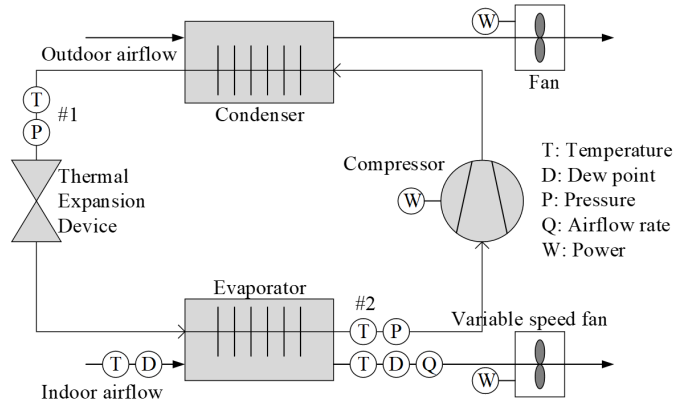 W
Outdoor airflow
Fan
T
#1
P
Condenser
Thermal
Expansion
Device
Compressor
W
T: Temperature
D: Dew point
P: Pressure
Q: Airflow rate
W: Power
Evaporator
#2
T P
Variable speed fan
T D
T D Q
W
Indoor airflow